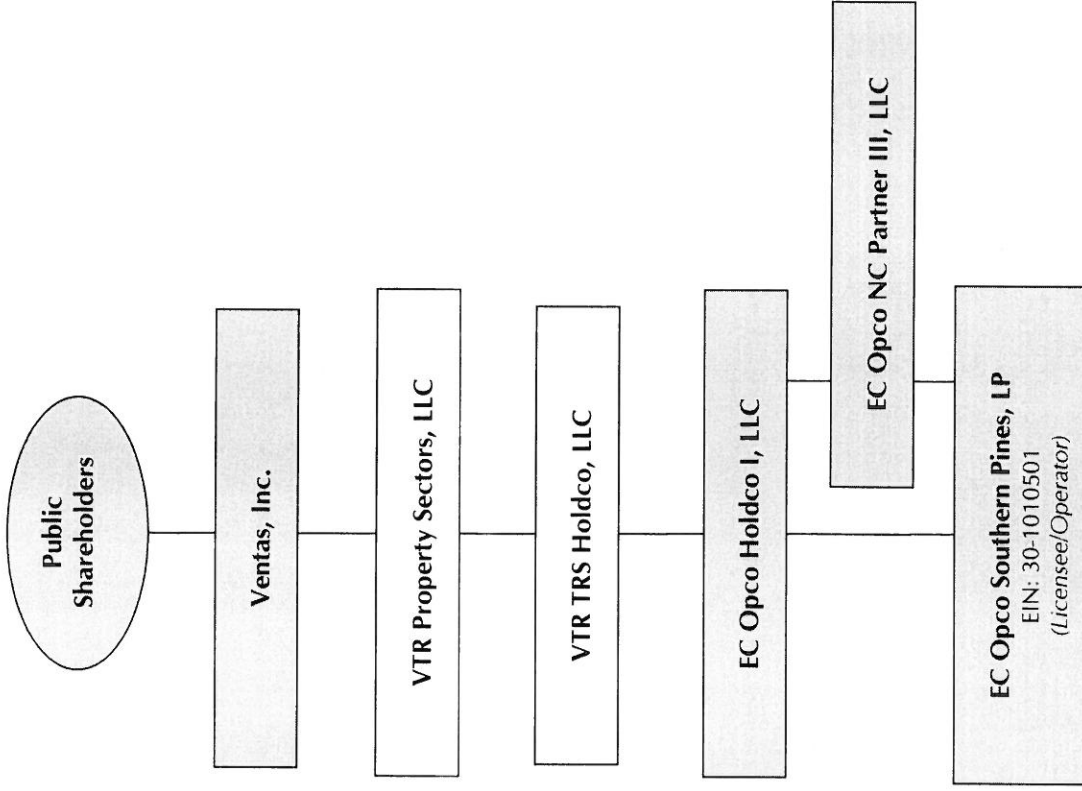 Public
Shareholders
Ventas, Inc.
VTR Property Sectors, LLC
VTR TRS Holdco, LLC
EC Opco Holdco I, LLC
EC Opco NC Partner III, LLC
EC Opco Southern Pines, LP
EIN: 30-1010501
(Licensee/Operator)